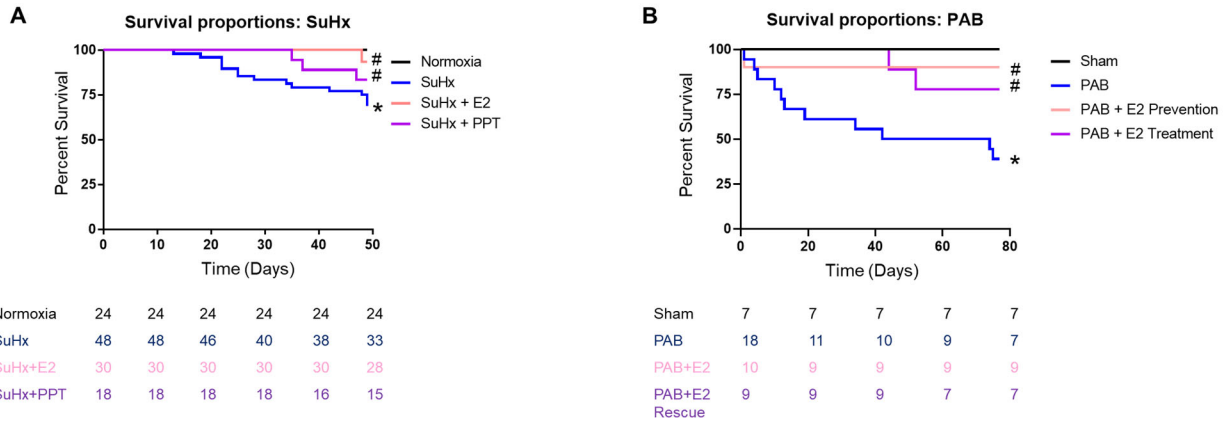 A
Survival proportions: SuHx
Percent Survival
100
75
50
25
0
0 10 20 30 40 50
Time (Days)
#
#
*
Normoxia
SuHx
SuHx + E2
SuHx + PPT
Normoxia 24 24 24 24 24 24
SuHx 48 48 46 40 38 33
SuHx+E2 30 30 30 30 30 28
SuHx+PPT 18 18 18 18 16 15
B
Survival proportions: PAB
Percent Survival
100
75
50
25
0
0 20 40 60 80
Time (Days)
#
#
*
Sham
PAB
PAB + E2 Prevention
PAB + E2 Treatment
Sham 7 7 7 7 7
PAB 18 11 10 9 7
PAB+E2 10 9 9 9 9
PAB+E2 9 9 9 7 7
Rescue